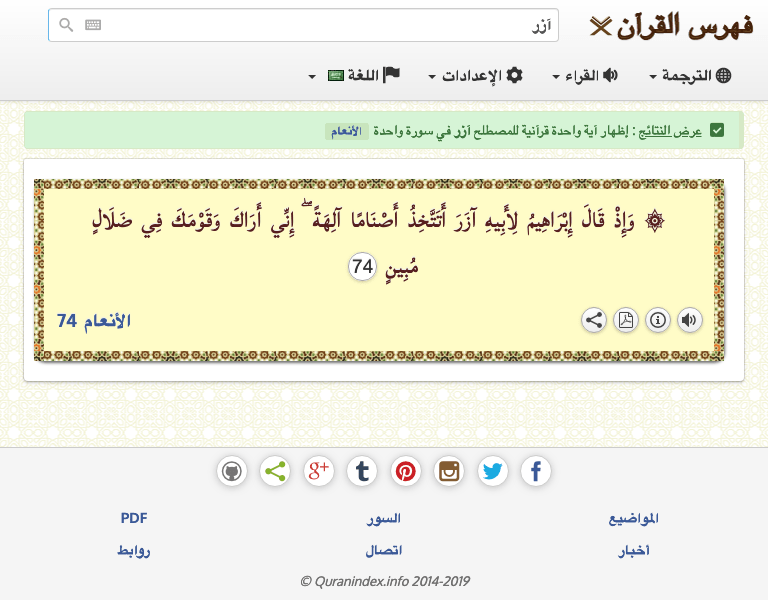 فهرس القرآن
آزر
الترجمة
القراء
الإعدادات
اللغة
عرض النتائج : إظهار آية واحدة قرآنية للمصطلح آزر في سورة واحدة الأنعام
۞ وَإِذْ قَالَ إِبْرَاهِيمُ لِأَبِيهِ آزَرَ أَتَتَّخِذُ أَصْنَامًا آلِهَةً ۖ إِنِّي أَرَاكَ وَقَوْمَكَ فِي ضَلَالٍ
مُبِينٍ 74
الأنعام 74
المواضيع
السور
PDF
أخبار
اتصال
روابط
© Quranindex.info 2014-2019